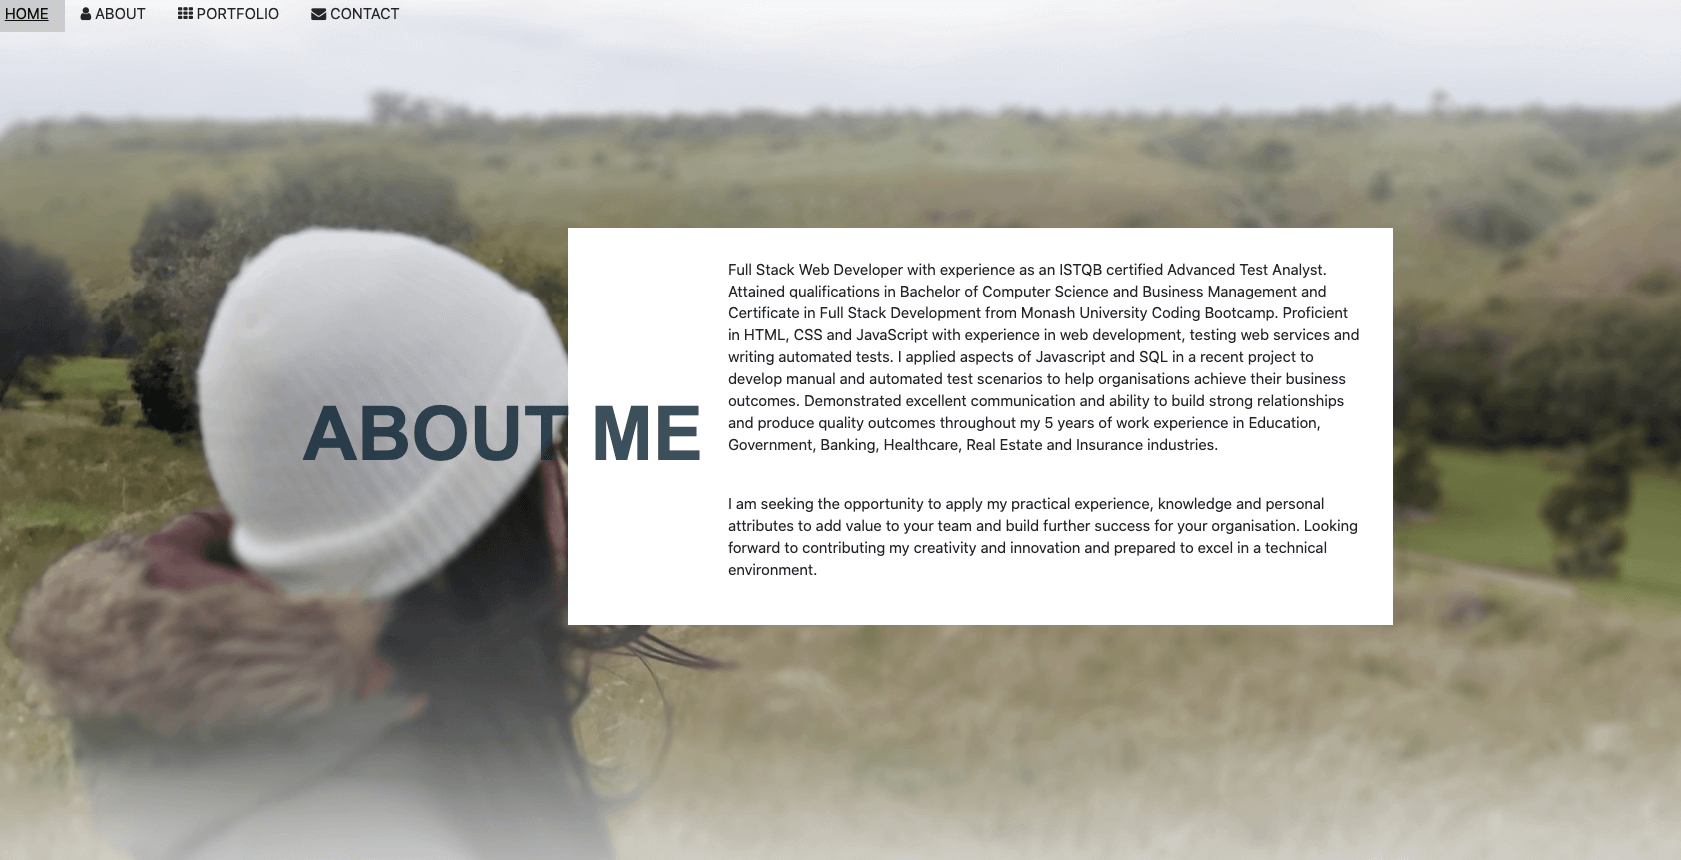 HOME ABOUT PORTFOLIO CONTACT
Full Stack Web Developer with experience as an ISTQB certified Advanced Test Analyst.
Attained qualifications in Bachelor of Computer Science and Business Management and
Certificate in Full Stack Development from Monash University Coding Bootcamp. Proficient
in HTML, CSS and JavaScript with experience in web development, testing web services and
writing automated tests. I applied aspects of Javascript and SQL in a recent project to
develop manual and automated test scenarios to help organisations achieve their business
outcomes. Demonstrated excellent communication and ability to build strong relationships
and produce quality outcomes throughout my 5 years of work experience in Education,
Government, Banking, Healthcare, Real Estate and Insurance industries.
ABOUT ME
I am seeking the opportunity to apply my practical experience, knowledge and personal
attributes to add value to your team and build further success for your organisation. Looking
forward to contributing my creativity and innovation and prepared to excel in a technical
environment.